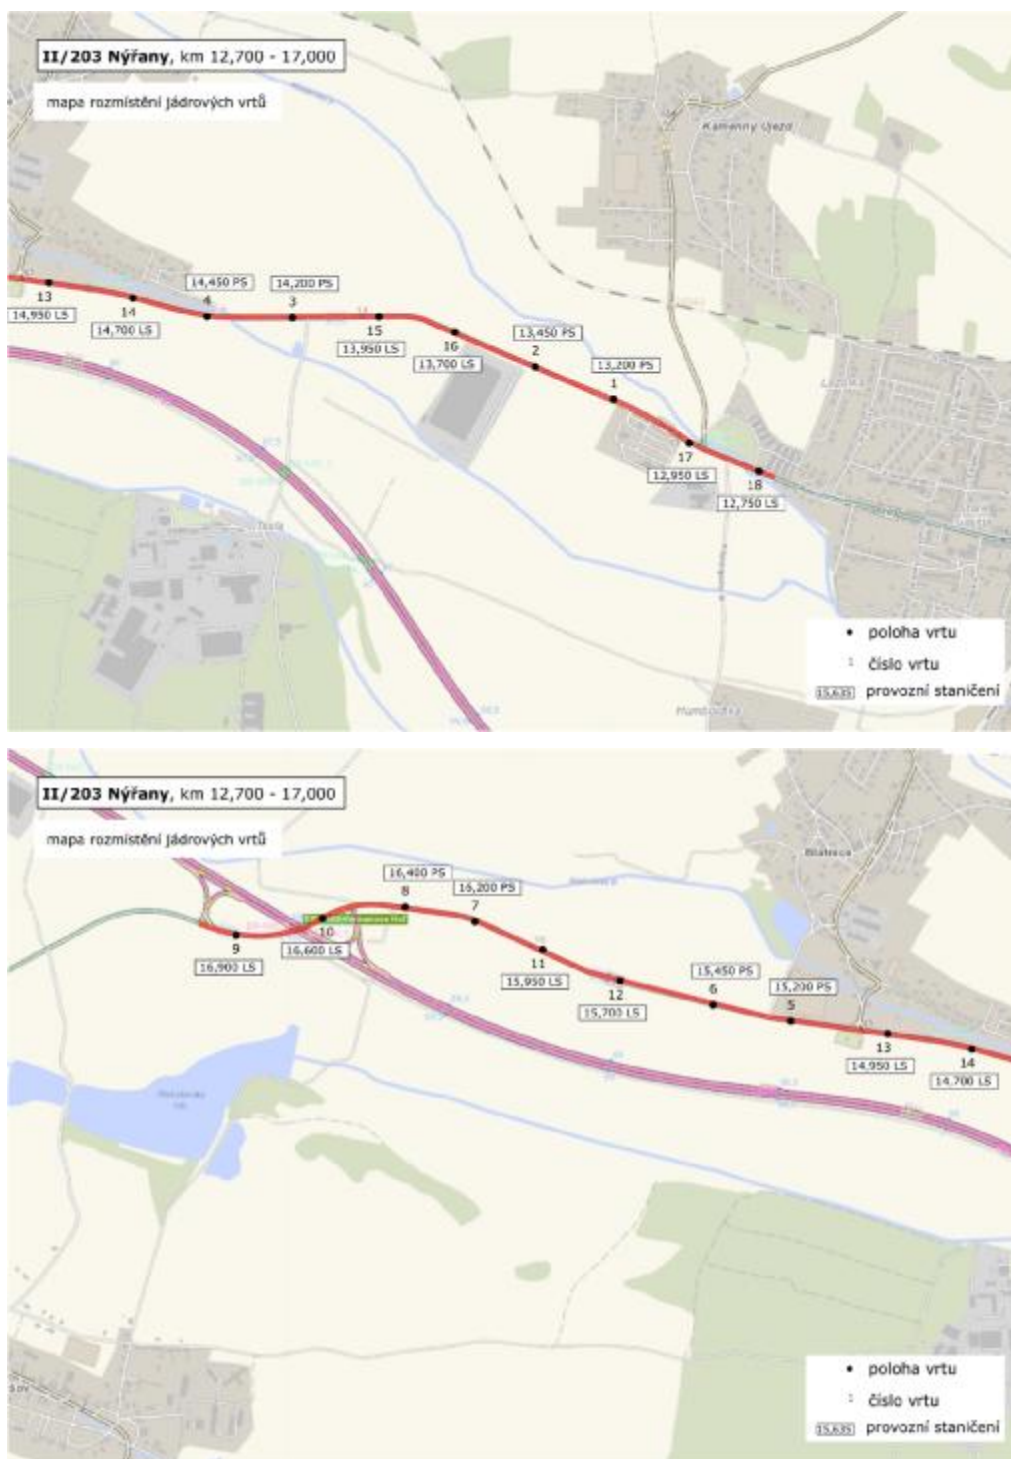 II/203 Nýřany, km 12,700 - 17,000
mapa rozmístění jádrových vrtů
Kamenny Ujezd
14,450 PS
14,200 PS
13
14
4
3
15
14,950 LS
14,700 LS
13,950 LS
16
13,700 LS
13,450 PS
2
13,200 PS
1
17
12,950 LS
18
12,750 LS
poloha vrtu
1 číslo vrtu
15,635 provozní staničení
II/203 Nýřany, km 12,700 - 17,000
mapa rozmístění jádrových vrtů
16,400 PS
8
16,200 PS
7
10
9
16,900 LS
16,600 LS
11
15,950 LS
12
15,700 LS
15,450 PS
6
15,200 PS
5
13
14,950 LS
14
14,700 LS
poloha vrtu
1 číslo vrtu
15,635 provozní staničení